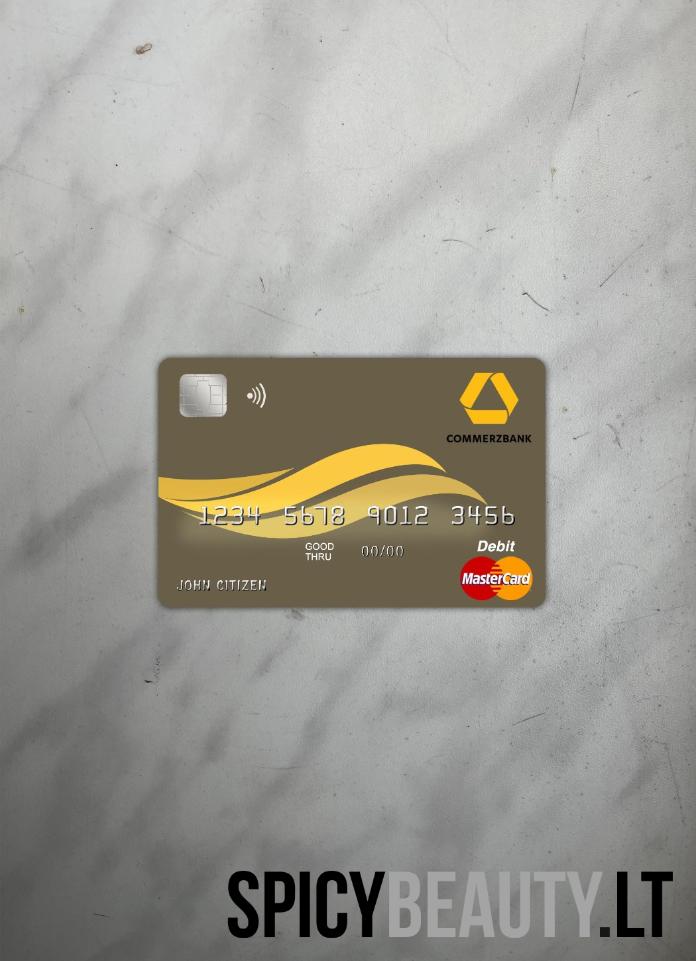 COMMERZBANK
1234 5678 9012 3456
GOOD
THRU
00/00
Debit
JOHN CITIZEN
MasterCard
SPICYBEAUTY.LT